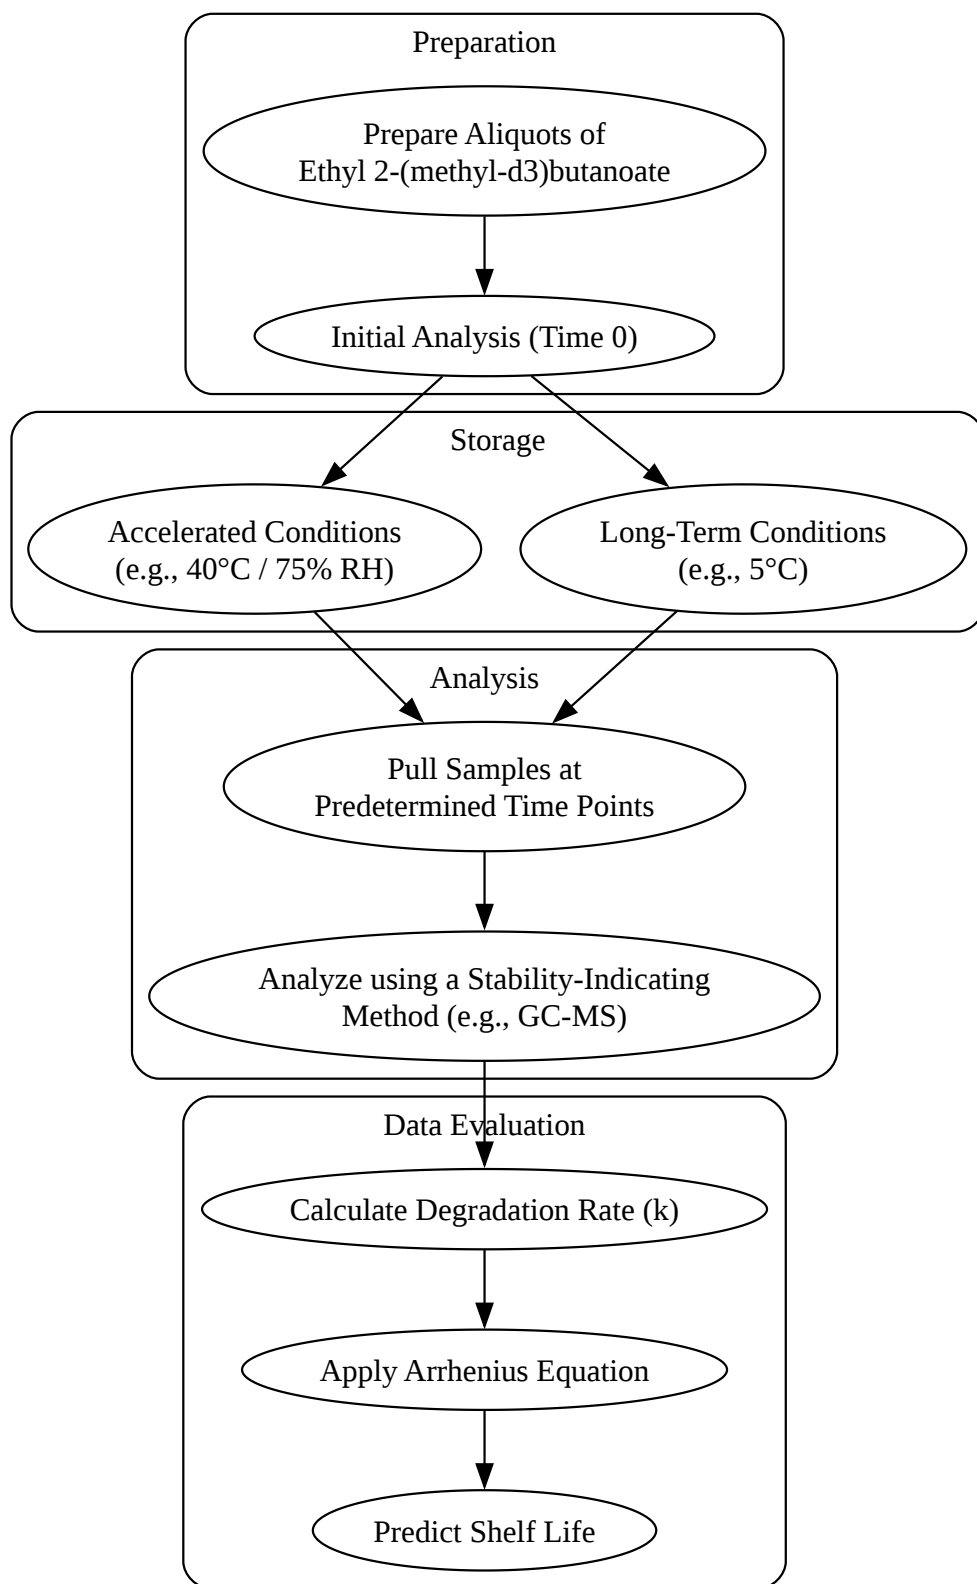 Preparation
Prepare Aliquots of
Ethyl 2-(methyl-d3)butanoate
Initial Analysis (Time 0)
Storage
Accelerated Conditions
(e.g., 40°C / 75% RH)
Long-Term Conditions
(e.g., 5°C)
Analysis
Pull Samples at
Predetermined Time Points
Analyze using a Stability-Indicating
Method (e.g., GC-MS)
Data Evaluation
Calculate Degradation Rate (k)
Apply Arrhenius Equation
Predict Shelf Life